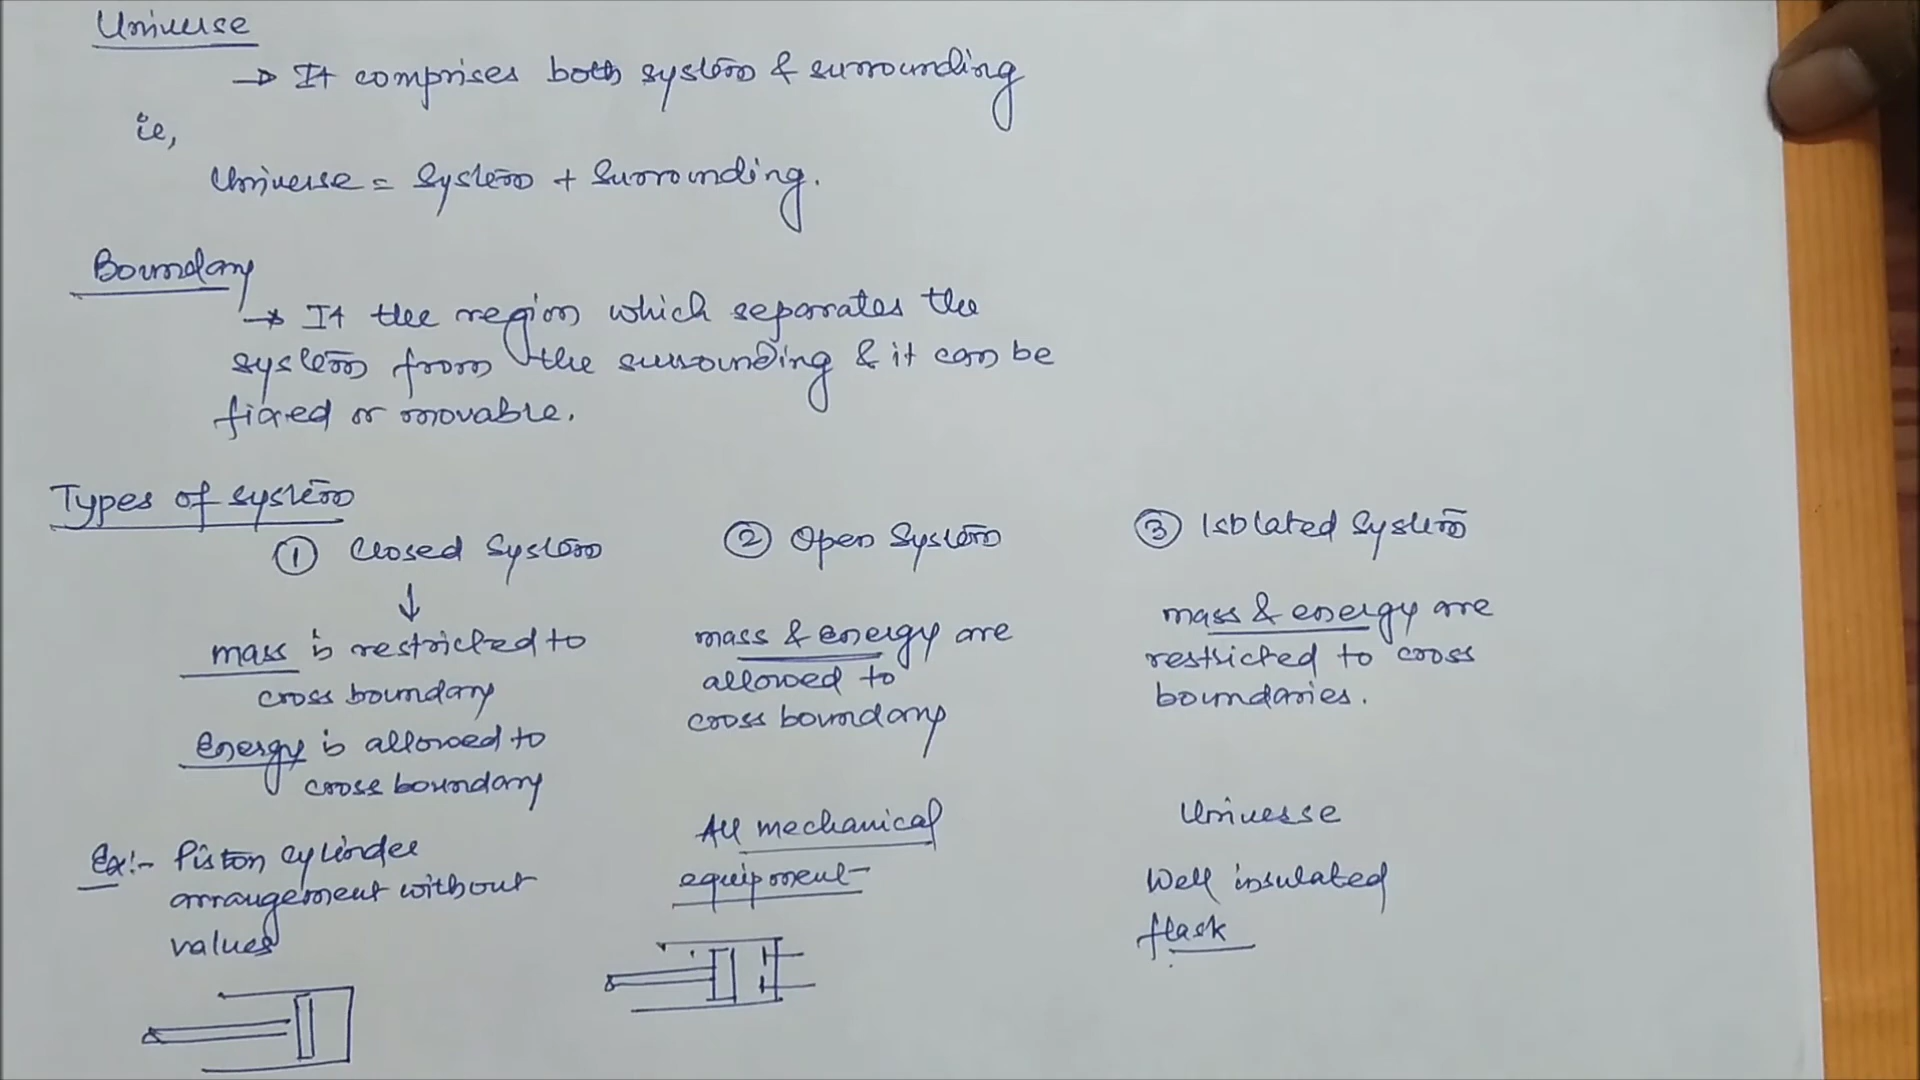 Universe
→ It comprises both system & surrounding
ie,
Universe = System + Surrounding.
Boundary
→ It the region which separates the
system from the surrounding & it can be
fixed or movable.
Types of system
① Closed System
↓
mass is restricted to
cross boundary
Energy is allowed to
cross boundary
Ex:- Piston cylinder
arrangement without
values
② Open System
mass & energy are
allowed to
cross boundary
All mechanical
equipment
③ Isolated System
mass & energy are
restricted to cross
boundaries.
Universe
Well insulated
flask